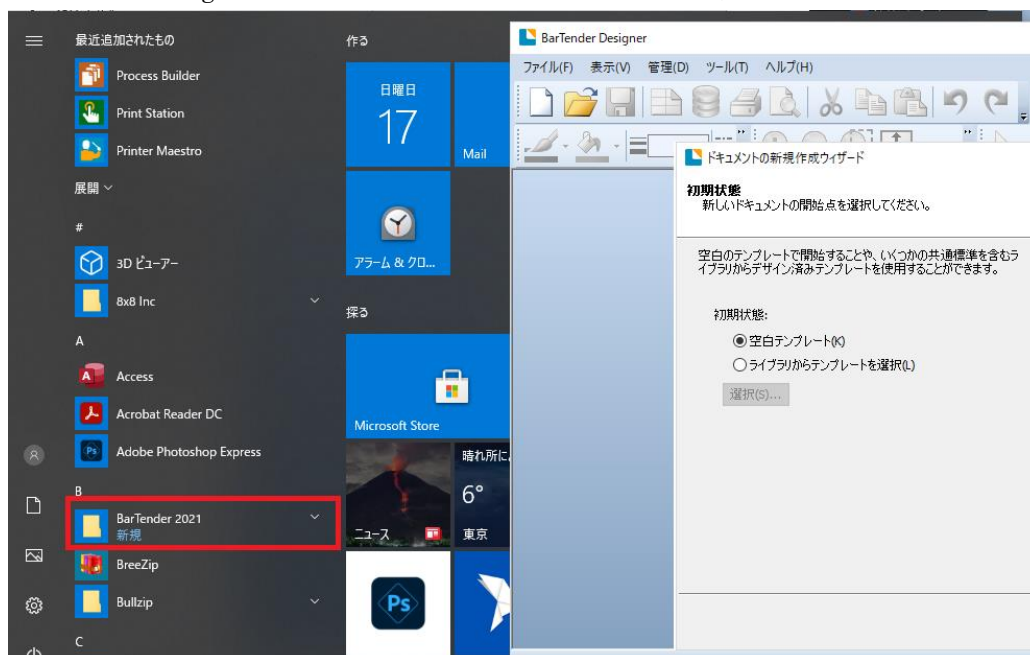 最近追加されたもの
Process Builder
Print Station
Printer Maestro
展開
#
3D ビューアー
8x8 Inc
A
Access
Acrobat Reader DC
Adobe Photoshop Express
B
BarTender 2021
新規
BreeZip
Bullzip
C
作る
日曜日
17
Mail
アラーム & クロ...
探る
Microsoft Store
ニュース
晴れ所に
6°
東京
Ps
BarTender Designer
ファイル(F) 表示(V) 管理(D) ツール(T) ヘルプ(H)
ドキュメントの新規作成ウィザード
初期状態
新しいドキュメントの開始点を選択してください。
空白のテンプレートで開始することや、いくつかの共通標準を含むラ
イブラリからデザイン済みテンプレートを使用することができます。
初期状態:
空白テンプレート(K)
ライブラリからテンプレートを選択(L)
選択(S)...